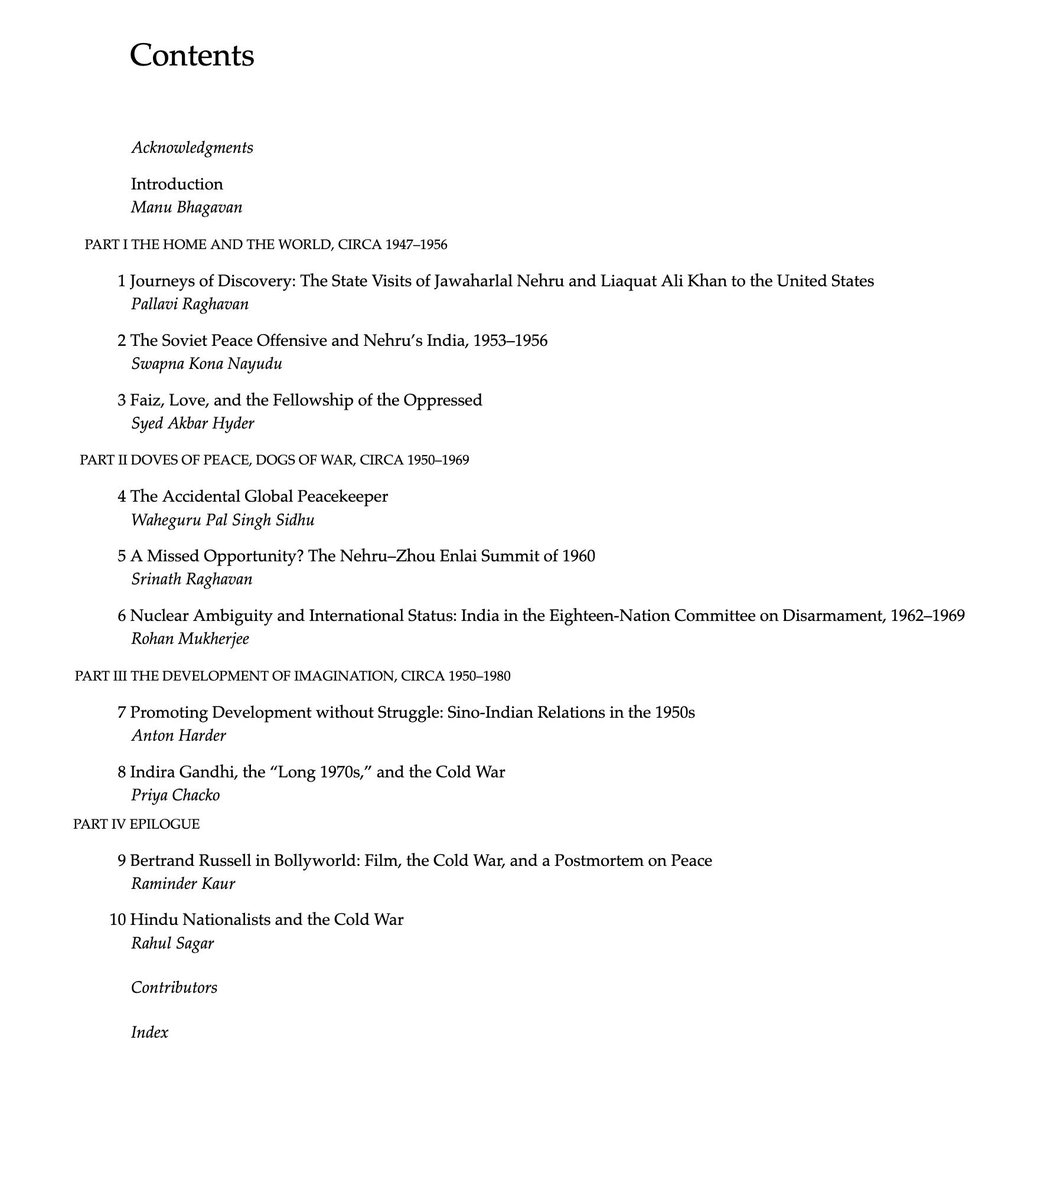 Contents
Acknowledgments
Introduction
Manu Bhagavan
PART I THE HOME AND THE WORLD, CIRCA 1947–1956
1 Journeys of Discovery: The State Visits of Jawaharlal Nehru and Liaquat Ali Khan to the United States
Pallavi Raghavan
2 The Soviet Peace Offensive and Nehru’s India, 1953–1956
Swapna Kona Nayudu
3 Faiz, Love, and the Fellowship of the Oppressed
Syed Akbar Hyder
PART II DOVES OF PEACE, DOGS OF WAR, CIRCA 1950–1969
4 The Accidental Global Peacekeeper
Waheguru Pal Singh Sidhu
5 A Missed Opportunity? The Nehru–Zhou Enlai Summit of 1960
Srinath Raghavan
6 Nuclear Ambiguity and International Status: India in the Eighteen-Nation Committee on Disarmament, 1962–1969
Rohan Mukherjee
PART III THE DEVELOPMENT OF IMAGINATION, CIRCA 1950–1980
7 Promoting Development without Struggle: Sino-Indian Relations in the 1950s
Anton Harder
8 Indira Gandhi, the “Long 1970s,” and the Cold War
Priya Chacko
PART IV EPILOGUE
9 Bertrand Russell in Bollyworld: Film, the Cold War, and a Postmortem on Peace
Raminder Kaur
10 Hindu Nationalists and the Cold War
Rahul Sagar
Contributors
Index